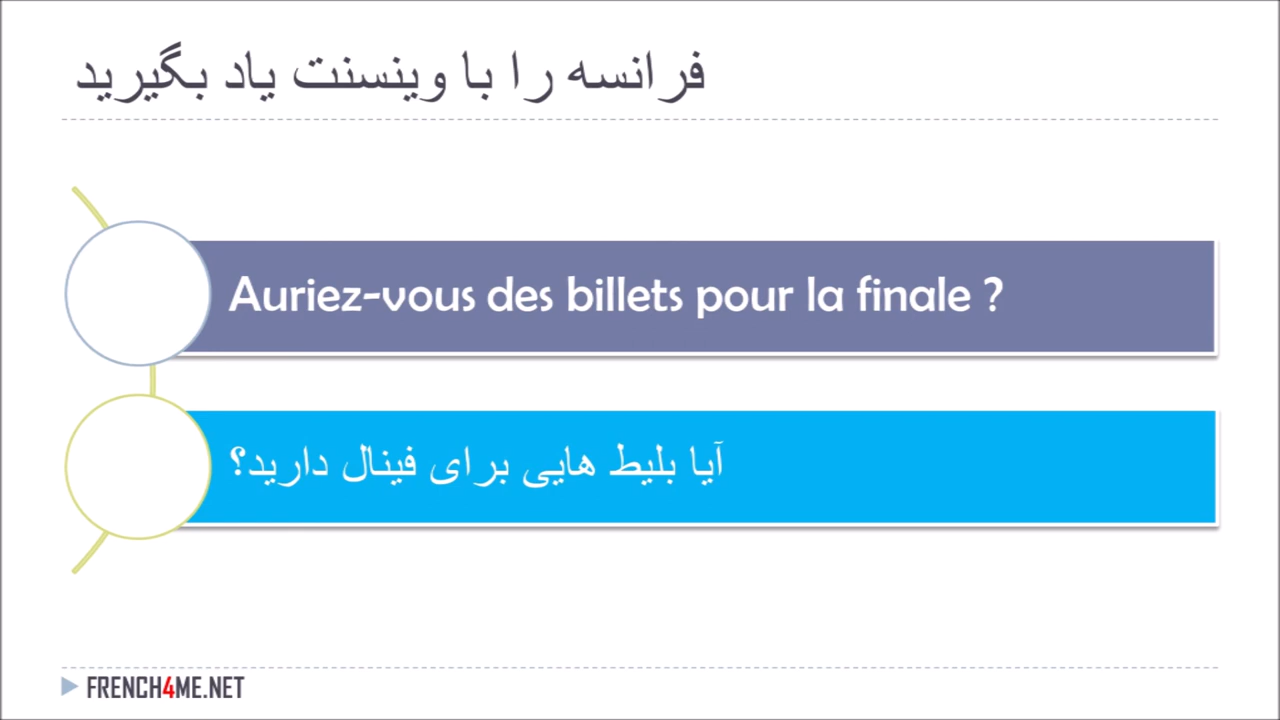 فرانسه را با وینسنت یاد بگیرید
Auriez-vous des billets pour la finale ?
آیا بلیط هایی برای فینال دارید؟
FRENCH4ME.NET